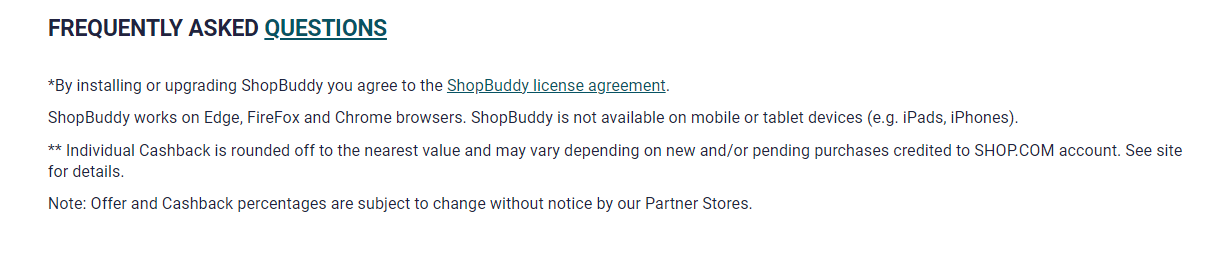 FREQUENTLY ASKED QUESTIONS
*By installing or upgrading ShopBuddy you agree to the ShopBuddy license agreement.
ShopBuddy works on Edge, FireFox and Chrome browsers. ShopBuddy is not available on mobile or tablet devices (e.g. iPads, iPhones).
** Individual Cashback is rounded off to the nearest value and may vary depending on new and/or pending purchases credited to SHOP.COM account. See site
for details.
Note: Offer and Cashback percentages are subject to change without notice by our Partner Stores.